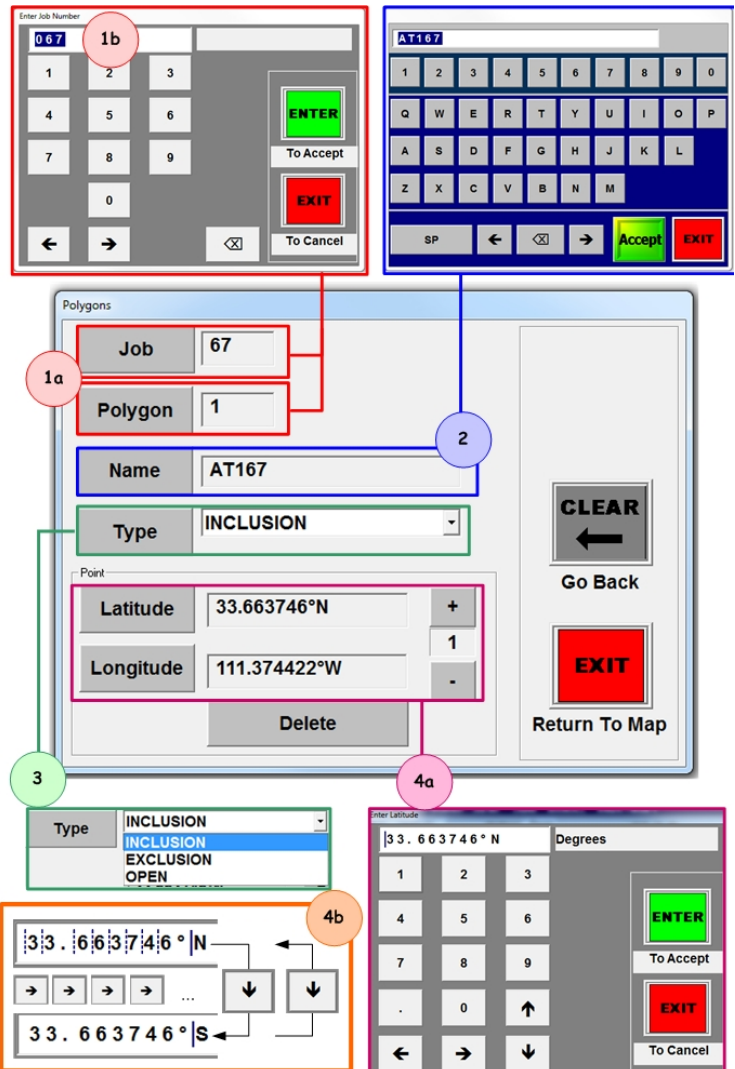 Enter Job Number
067
1b
1 2 3
4 5 6
ENTER
To Accept
7 8 9
0
EXIT
To Cancel
← → ⌫
AT167
1 2 3 4 5 6 7 8 9 0
Q W E R T Y U I O P
A S D F G H J K L
Z X C V B N M
SP ← ⌫ → Accept EXIT
Polygons
Job 67
1a
Polygon 1
2
Name AT167
Type INCLUSION
CLEAR
←
Go Back
Point
Latitude 33.663746°N +
1
Longitude 111.374422°W -
EXIT
Return To Map
Delete
3
4a
Type INCLUSION
INCLUSION
EXCLUSION
OPEN
4b
33.663746°N
→ → → → ... ↓ ↓
33.663746°S
Enter Latitude
33.663746°N Degrees
1 2 3
4 5 6
ENTER
To Accept
7 8 9
. 0 ↑
EXIT
To Cancel
← → ↓